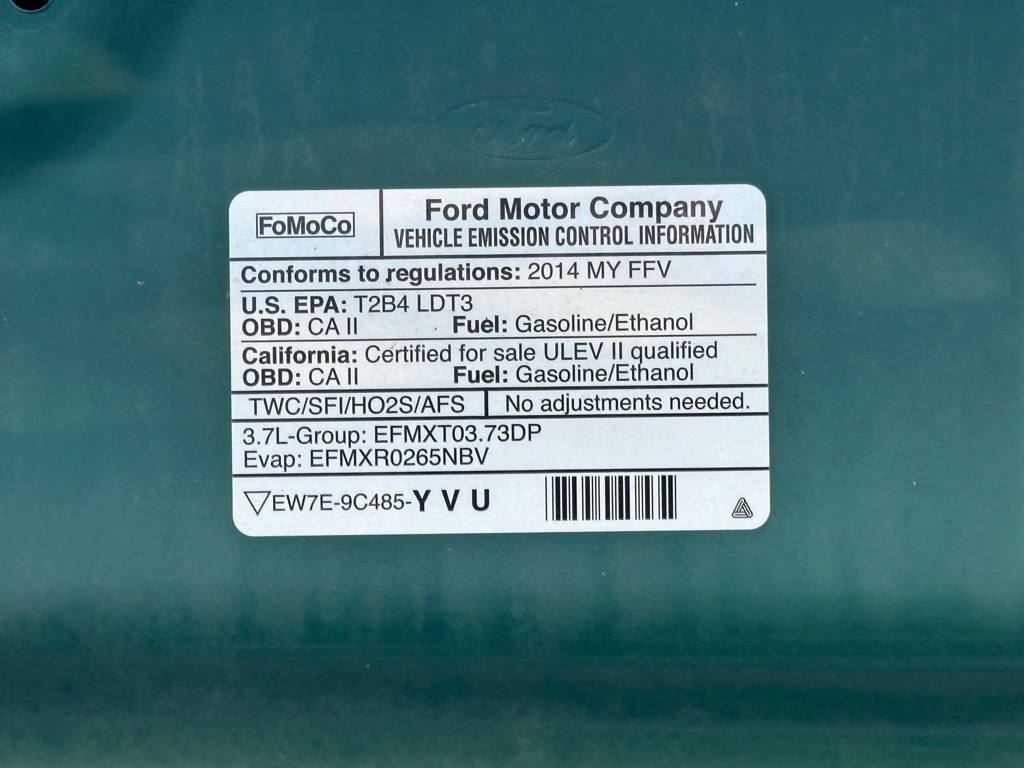 Ford
FoMoCo
Ford Motor Company
VEHICLE EMISSION CONTROL INFORMATION
Conforms to regulations: 2014 MY FFV
U.S. EPA: T2B4 LDT3
OBD: CA II Fuel: Gasoline/Ethanol
California: Certified for sale ULEV II qualified
OBD: CA II Fuel: Gasoline/Ethanol
TWC/SFI/HO2S/AFS No adjustments needed.
3.7L-Group: EFMXT03.73DP
Evap: EFMXR0265NBV
EW7E-9C485-Y V U